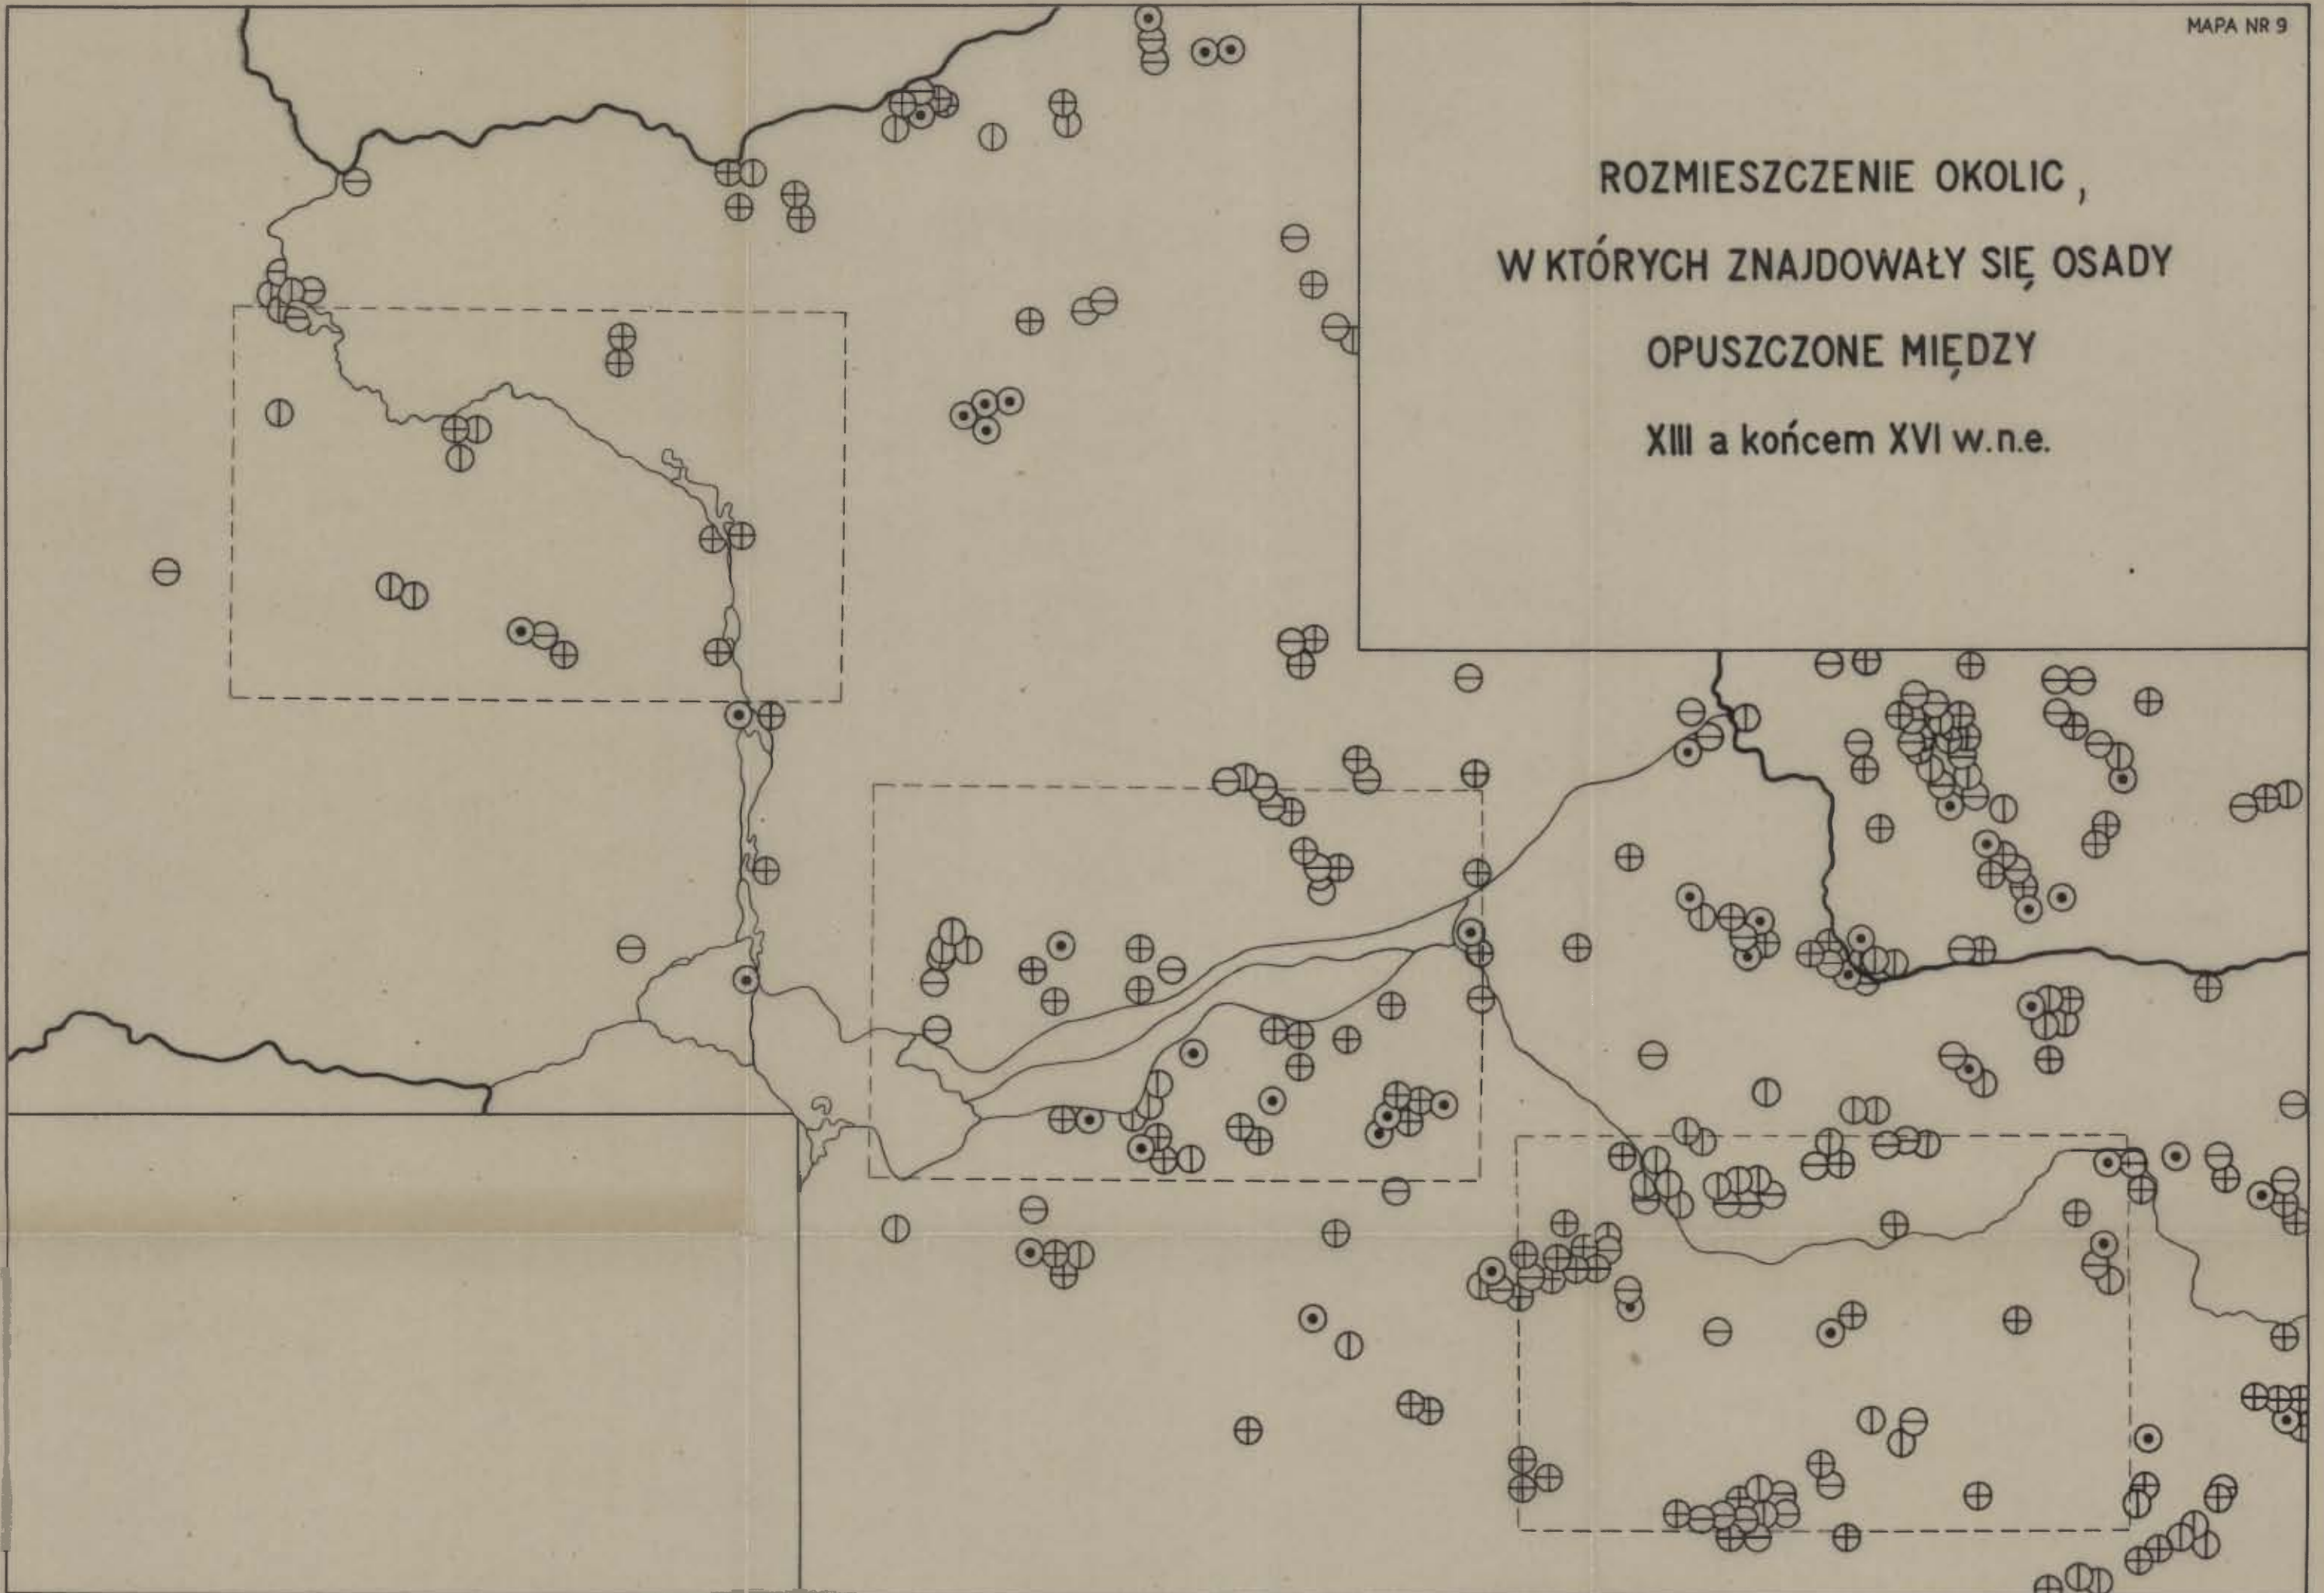 MAPA NR 9
ROZMIESZCZENIE OKOLIC,
W KTÓRYCH ZNAJDOWAŁY SIĘ OSADY
OPUSZCZONE MIĘDZY
XIII a końcem XVI w.n.e.